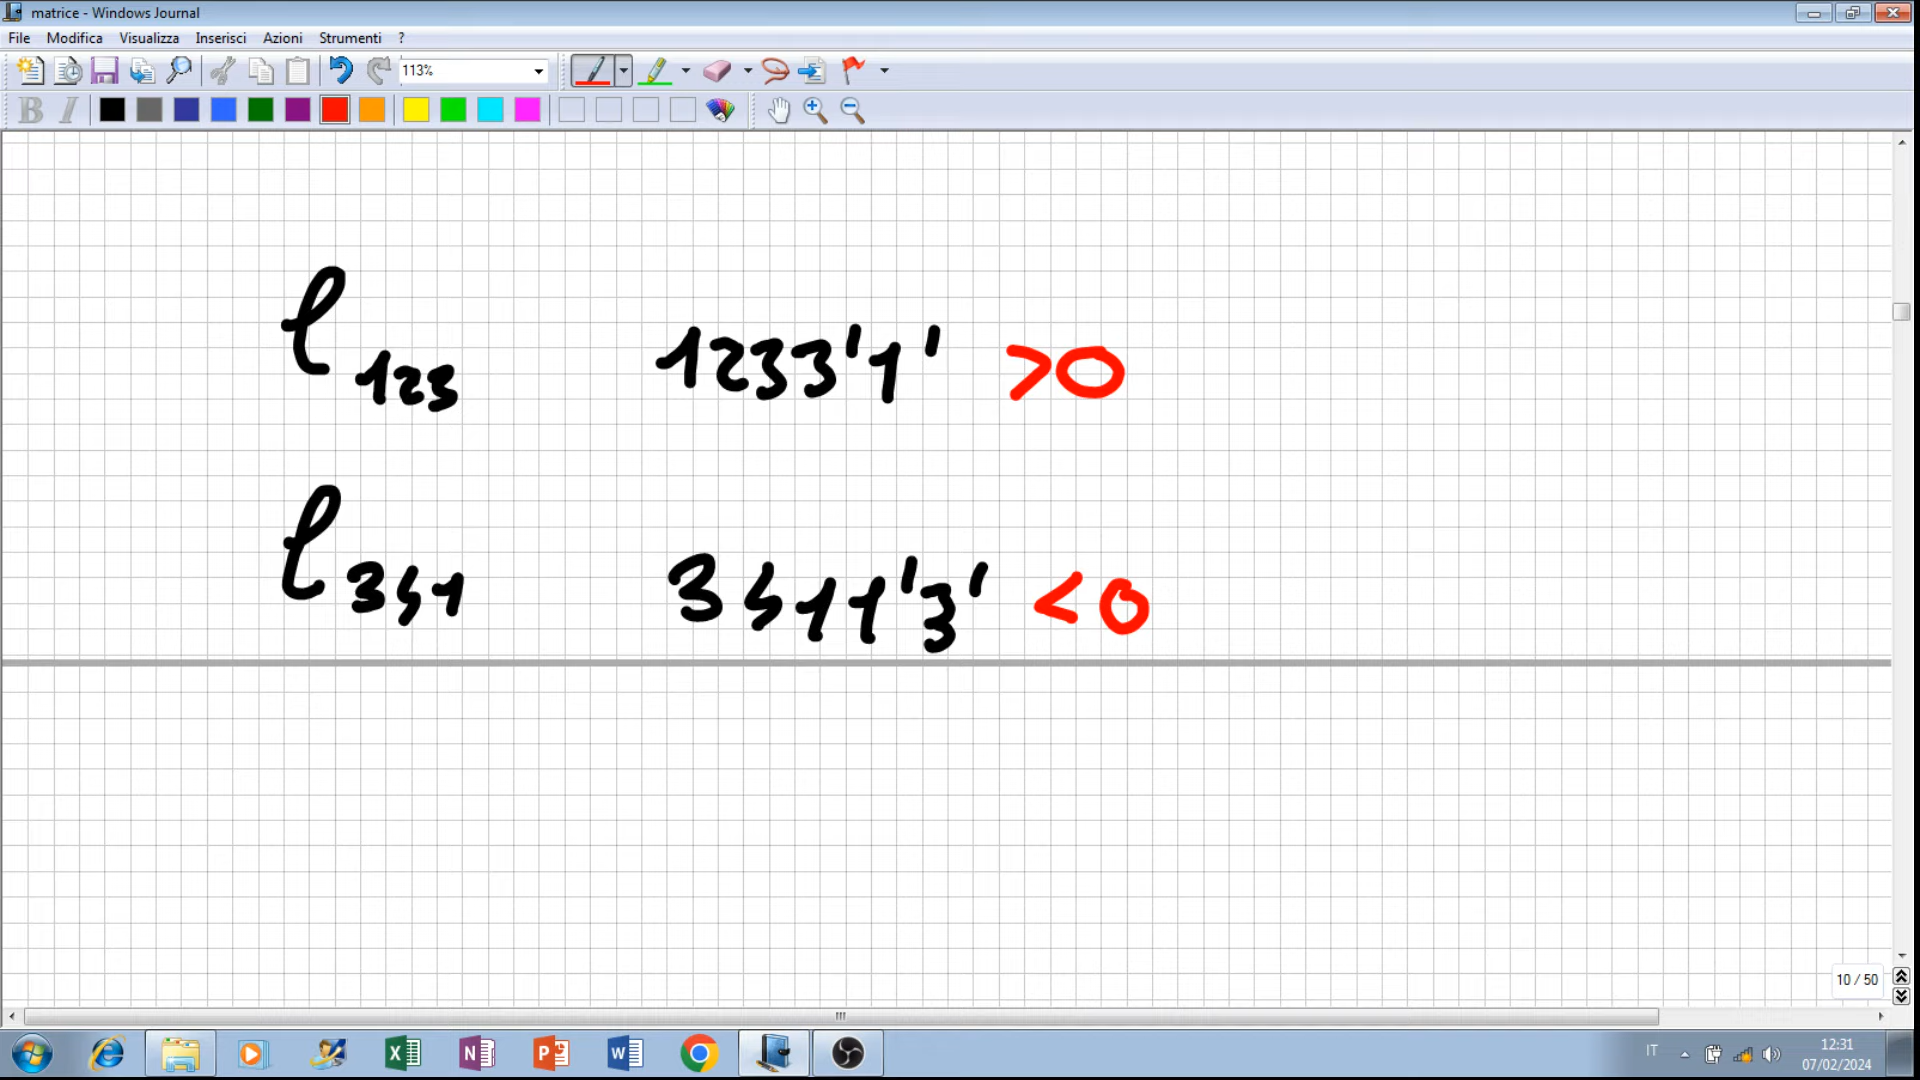 matrice - Windows Journal
File Modifica Visualizza Inserisci Azioni Strumenti ?
113%
B I
ℓ123 1233'1' >0
ℓ341 3411'3' <0
10 / 50
IT 12:31
07/02/2024